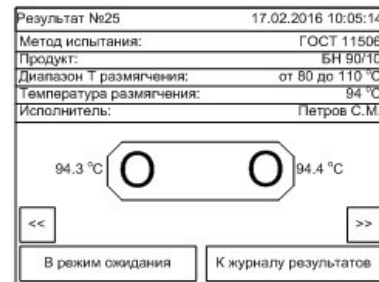 Результат №25 17.02.2016 10:05:14
Метод испытания: ГОСТ 11506
Продукт: БН 90/10
Диапазон Т размягчения: от 80 до 110 °С
Температура размягчения: 94 °С
Исполнитель: Петров С.М.
94.3 °С 94.4 °С
<< >>
В режим ожидания К журналу результатов